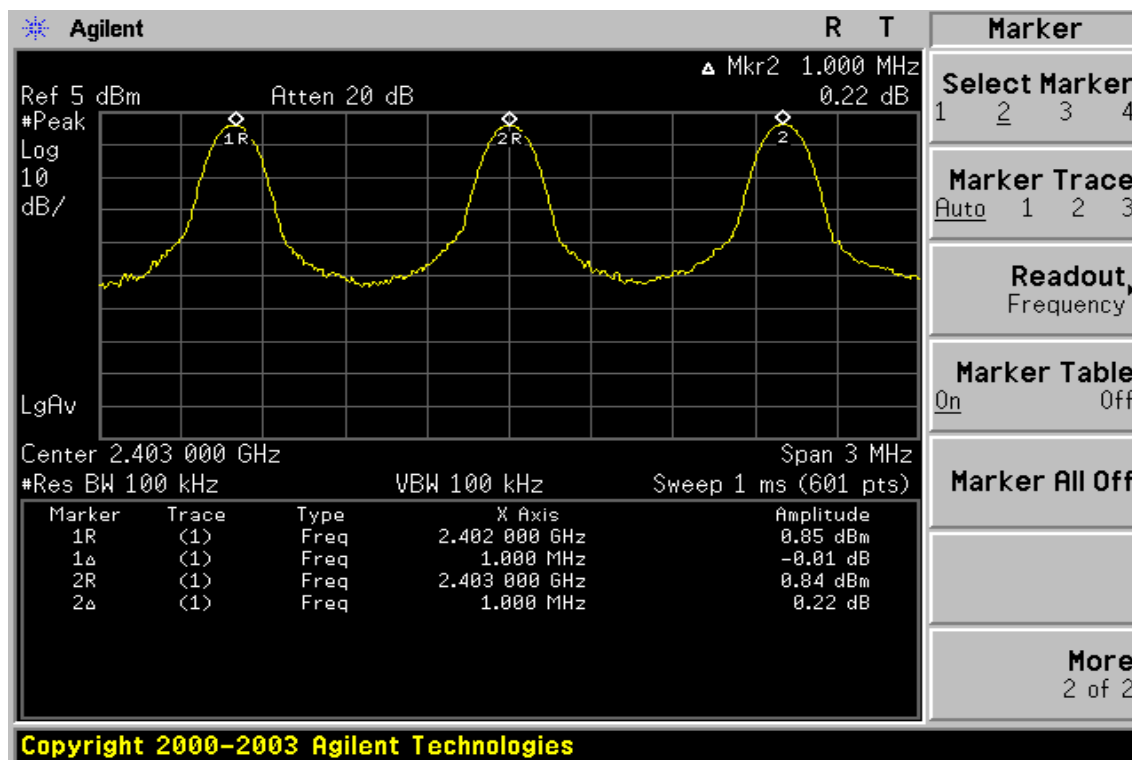 Agilent R T
Marker
Δ Mkr2 1.000 MHz
Ref 5 dBm Atten 20 dB 0.22 dB
#Peak
Log
10
dB/
1R
2R
2
LgAv
Center 2.403 000 GHz Span 3 MHz
#Res BW 100 kHz VBW 100 kHz Sweep 1 ms (601 pts)
Marker Trace Type X Axis Amplitude
1R (1) Freq 2.402 000 GHz 0.85 dBm
1Δ (1) Freq 1.000 MHz -0.01 dB
2R (1) Freq 2.403 000 GHz 0.84 dBm
2Δ (1) Freq 1.000 MHz 0.22 dB
Select Marker
1 2 3 4
Marker Trace
Auto 1 2 3
Readout
Frequency
Marker Table
On Off
Marker All Off
More
2 of 2
Copyright 2000-2003 Agilent Technologies